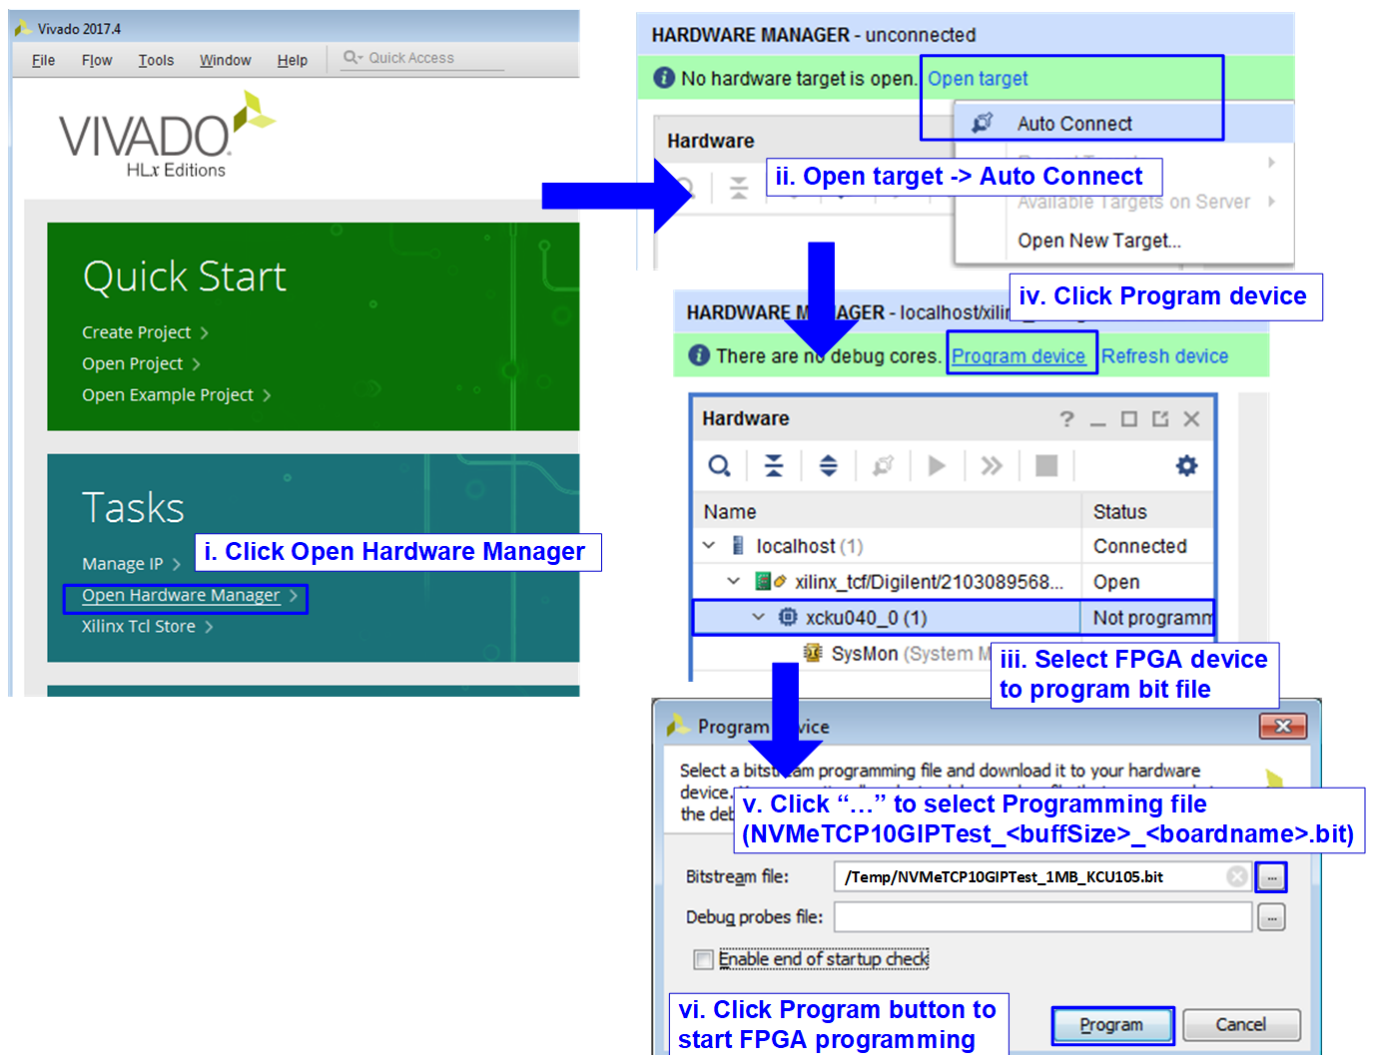 Vivado 2017.4
File Flow Tools Window Help Quick Access
VIVADO
HLx Editions
Quick Start
Create Project >
Open Project >
Open Example Project >
Tasks
i. Click Open Hardware Manager
Manage IP >
Open Hardware Manager >
Xilinx Tcl Store >
HARDWARE MANAGER - unconnected
No hardware target is open. Open target
Auto Connect
Hardware
ii. Open target -> Auto Connect
Available Targets on Server
Open New Target...
iv. Click Program device
HARDWARE MANAGER - localhost/xilinx_
There are no debug cores. Program device Refresh device
Hardware
Name Status
localhost (1) Connected
xilinx_tcf/Digilent/2103089568... Open
xcku040_0 (1) Not programm
SysMon (System M
iii. Select FPGA device
to program bit file
Program Device
Select a bitstream programming file and download it to your hardware
device.
the deb
v. Click “...” to select Programming file
(NVMeTCP10GIPTest_<buffSize>_<boardname>.bit)
Bitstream file: /Temp/NVMeTCP10GIPTest_1MB_KCU105.bit ...
Debug probes file: ...
Enable end of startup check
vi. Click Program button to
start FPGA programming
Program Cancel